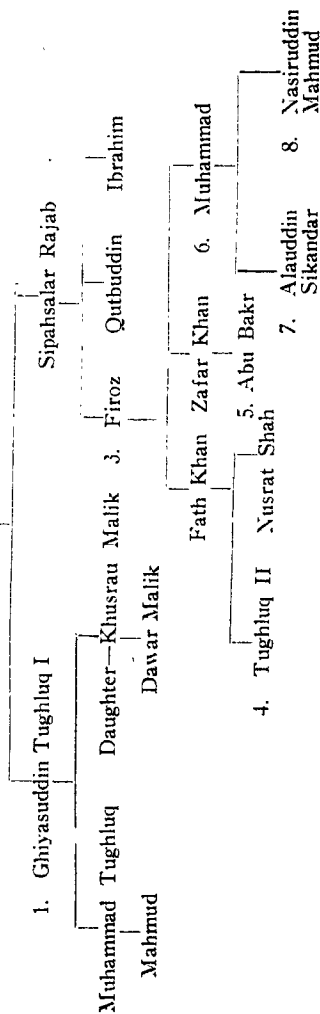 1. Ghiyasuddin Tughluq I Sipahsalar Rajab
Muhammad Tughluq Daughter—Khusrau Malik 3. Firoz Qutbuddin Ibrahim
Mahmud Dawar Malik
Fath Khan Zafar Khan 6. Muhammad
4. Tughluq II Nusrat Shah 5. Abu Bakr
7. Alauddin 8. Nasiruddin
Sikandar Mahmud